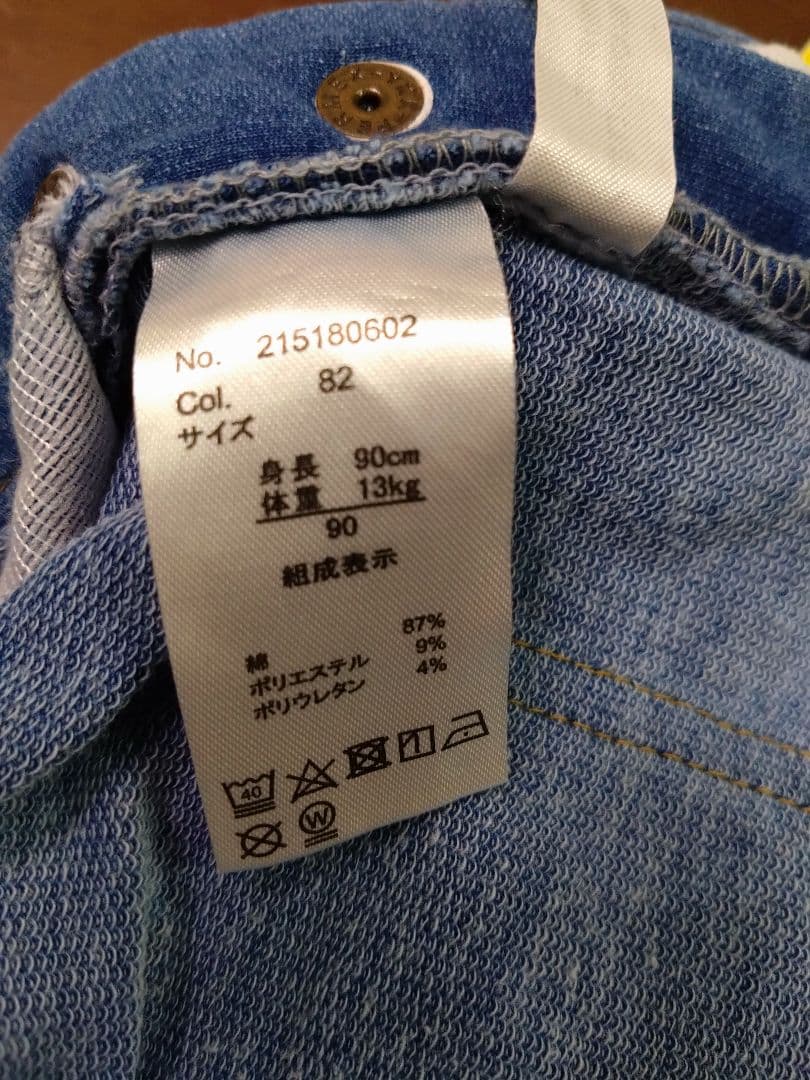 No. 215180602
Col. 82
サイズ
身長 90cm
体重 13kg
90
組成表示
綿 87%
ポリエステル 9%
ポリウレタン 4%
40
W